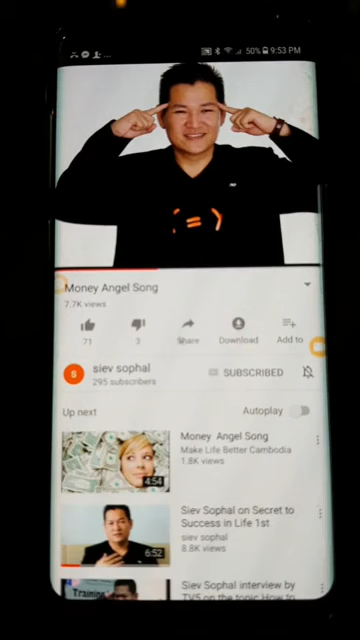 50% 9:53 PM
(=)
Money Angel Song
7.7K views
71
3
Share
Download
Add to
S
siev sophal
295 subscribers
SUBSCRIBED
Up next
Autoplay
Money Angel Song
Make Life Better Cambodia
1.8K views
4:54
Siev Sophal on Secret to
Success in Life 1st
siev sophal
8.8K views
6:52
Siev Sophal interview by
TV5 on the topic How to
Training